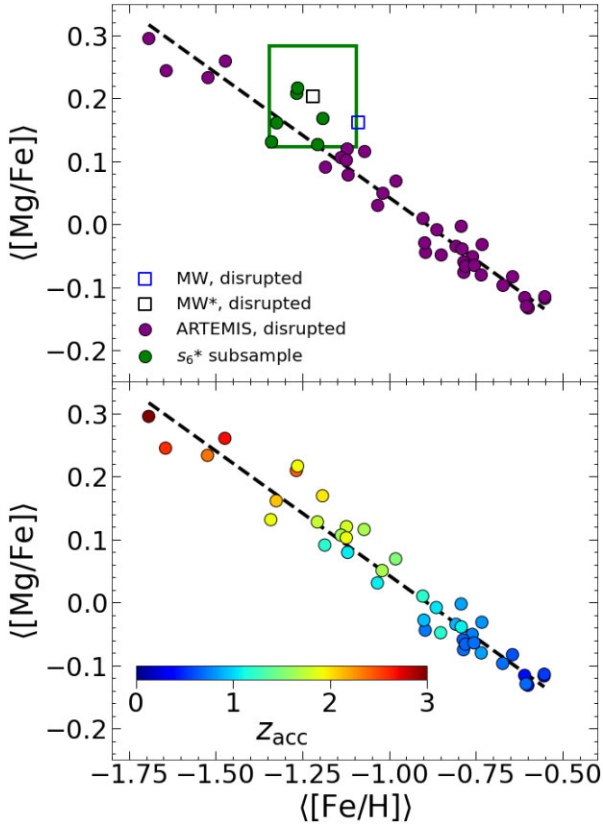 0.3
0.2
0.1
0.0
−0.1
−0.2
⟨[Mg/Fe]⟩
MW, disrupted
MW*, disrupted
ARTEMIS, disrupted
s₆* subsample
0.3
0.2
0.1
0.0
−0.1
−0.2
⟨[Mg/Fe]⟩
0 1 2 3
z_acc
−1.75 −1.50 −1.25 −1.00 −0.75 −0.50
⟨[Fe/H]⟩